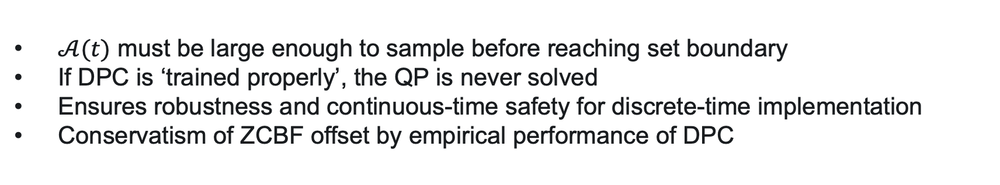 • 𝒜(t) must be large enough to sample before reaching set boundary
• If DPC is ‘trained properly’, the QP is never solved
• Ensures robustness and continuous-time safety for discrete-time implementation
• Conservatism of ZCBF offset by empirical performance of DPC